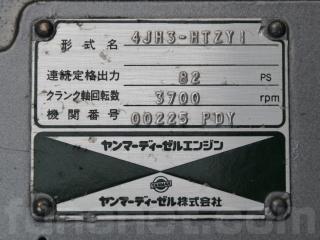 形式名 4JH3-HTZY1
連続定格出力 82 PS
クランク軸回転数 3700 rpm
機関番号 00225 PDY
ヤンマーディーゼルエンジン
YANMAR
ヤンマーディーゼル株式会社